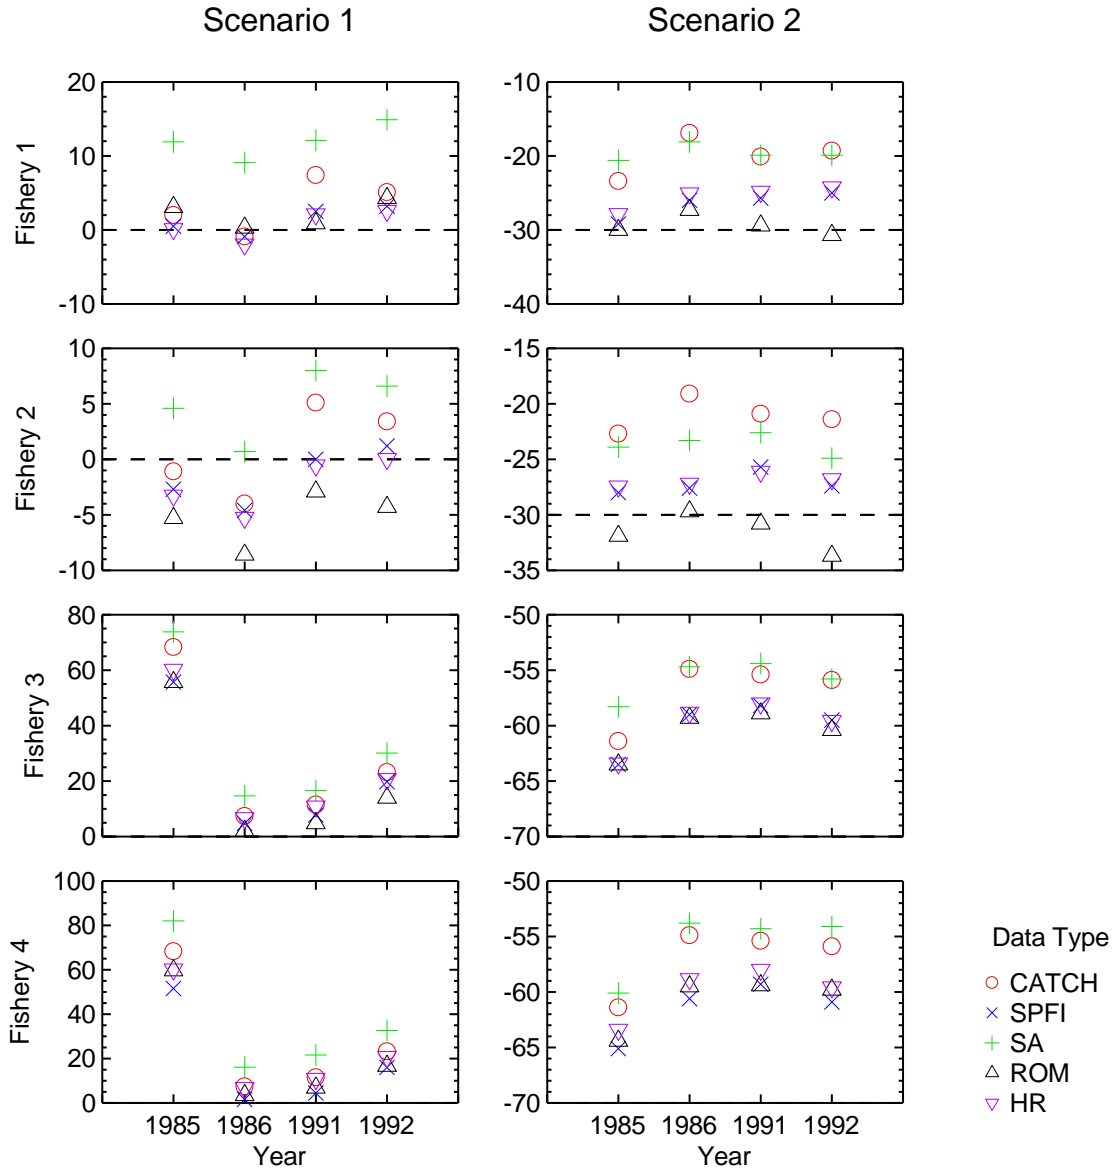 Scenario 1
Scenario 2
Fishery 1
20
10
0
-10
-10
-20
-30
-40
Fishery 2
10
5
0
-5
-10
-15
-20
-25
-30
-35
Fishery 3
80
60
40
20
0
-50
-55
-60
-65
-70
Fishery 4
100
80
60
40
20
0
-50
-55
-60
-65
-70
1985 1986 1991 1992
Year
1985 1986 1991 1992
Year
Data Type
CATCH
SPFI
SA
ROM
HR